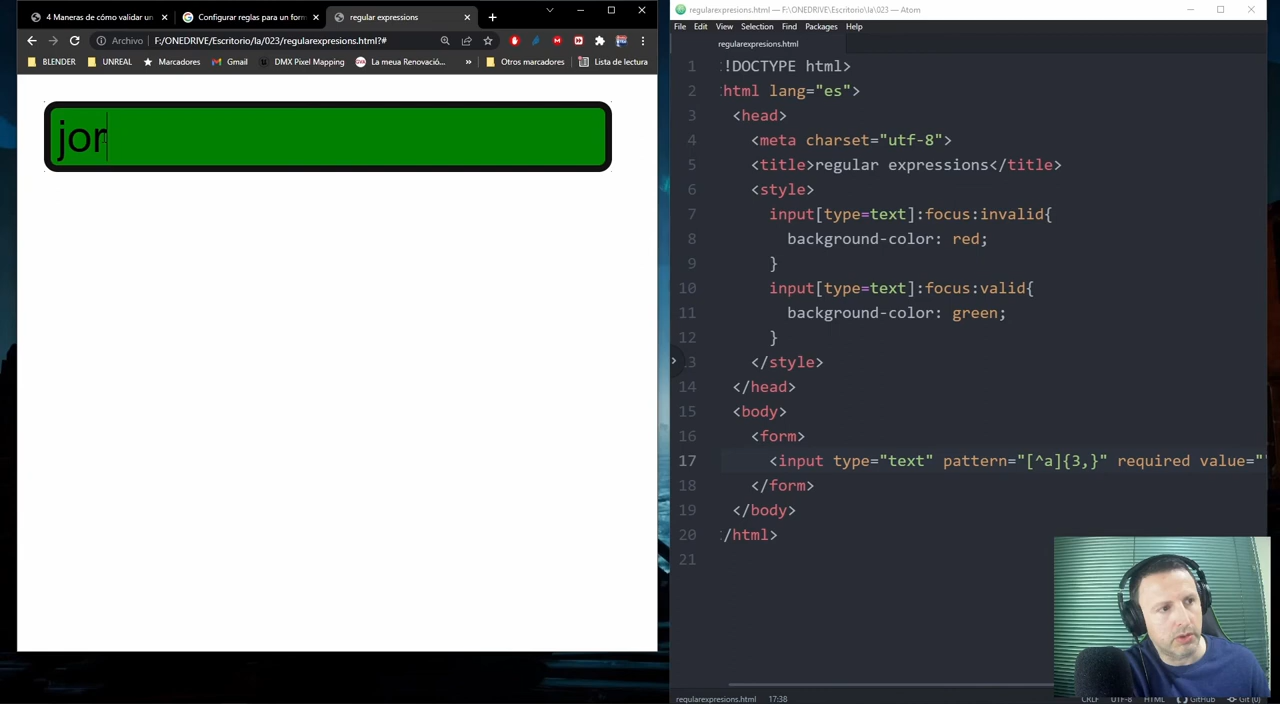 4 Maneras de cómo validar un
Configurar reglas para un form
regular expressions
Archivo
F:/ONEDRIVE/Escritorio/la/023/regularexpresions.html?#
BLENDER
UNREAL
Marcadores
Gmail
DMX Pixel Mapping
La meua Renovació...
»
Otros marcadores
Lista de lectura
jor
regularexpresions.html — F:\ONEDRIVE\Escritorio\la\023 — Atom
File Edit View Selection Find Packages Help
regularexpresions.html
1 !DOCTYPE html>
2 html lang="es">
3 <head>
4 <meta charset="utf-8">
5 <title>regular expressions</title>
6 <style>
7 input[type=text]:focus:invalid{
8 background-color: red;
9 }
10 input[type=text]:focus:valid{
11 background-color: green;
12 }
13 </style>
14 </head>
15 <body>
16 <form>
17 <input type="text" pattern="[^a]{3,}" required value="
18 </form>
19 </body>
20 /html>
21
regularexpresions.html 17:38
CRLF UTF-8 HTML GitHub Git (0)